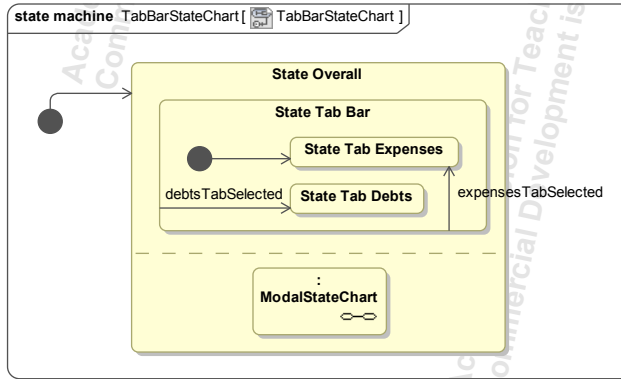 state machine TabBarStateChart [ TabBarStateChart ]
State Overall
State Tab Bar
State Tab Expenses
debtsTabSelected
State Tab Debts
expensesTabSelected
:
ModalStateChart